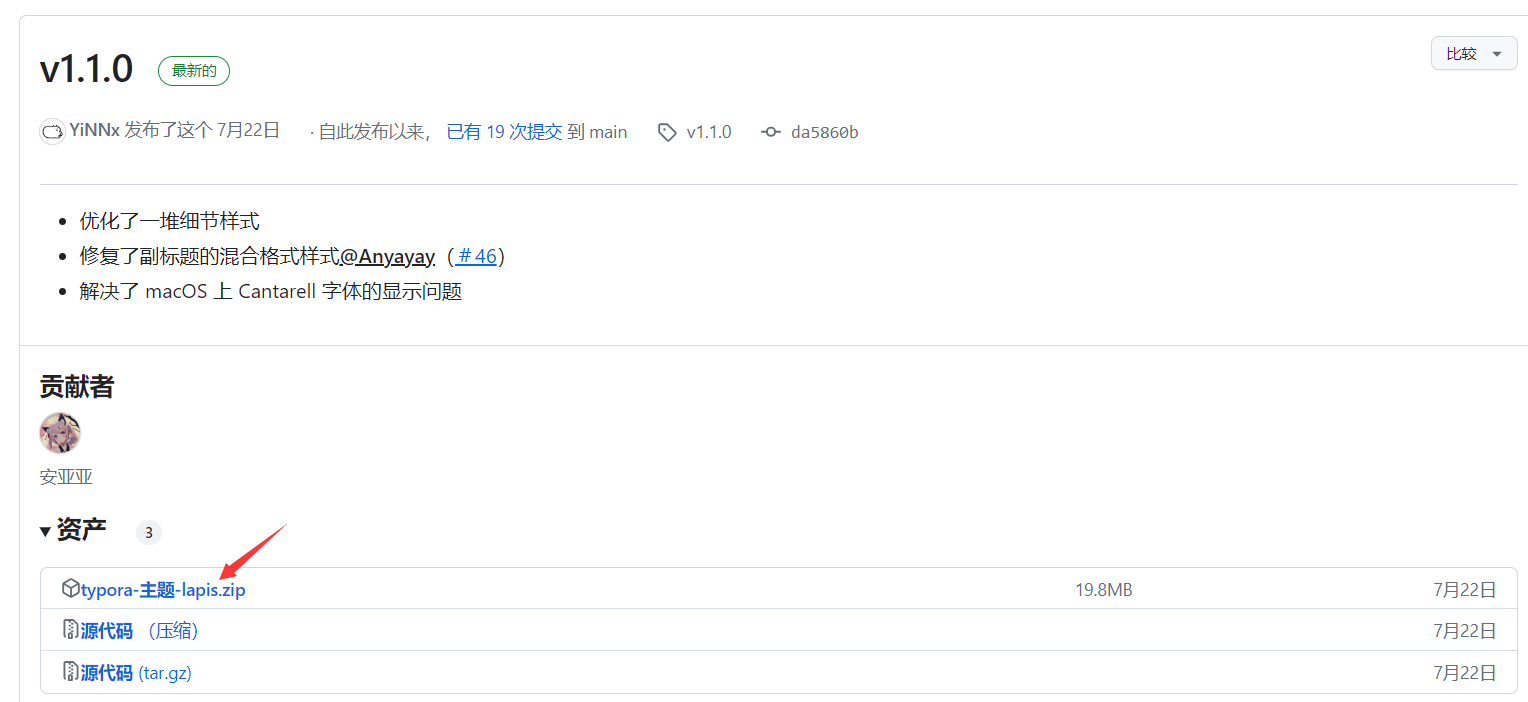 v1.1.0 最新的 比较
YiNNx 发布了这个 7月22日 · 自此发布以来， 已有 19 次提交 到 main v1.1.0 da5860b
优化了一堆细节样式
修复了副标题的混合格式样式@Anyayay（＃46）
解决了 macOS 上 Cantarell 字体的显示问题
贡献者
安亚亚
资产 3
typora-主题-lapis.zip 19.8MB 7月22日
源代码 （压缩） 7月22日
源代码 (tar.gz) 7月22日